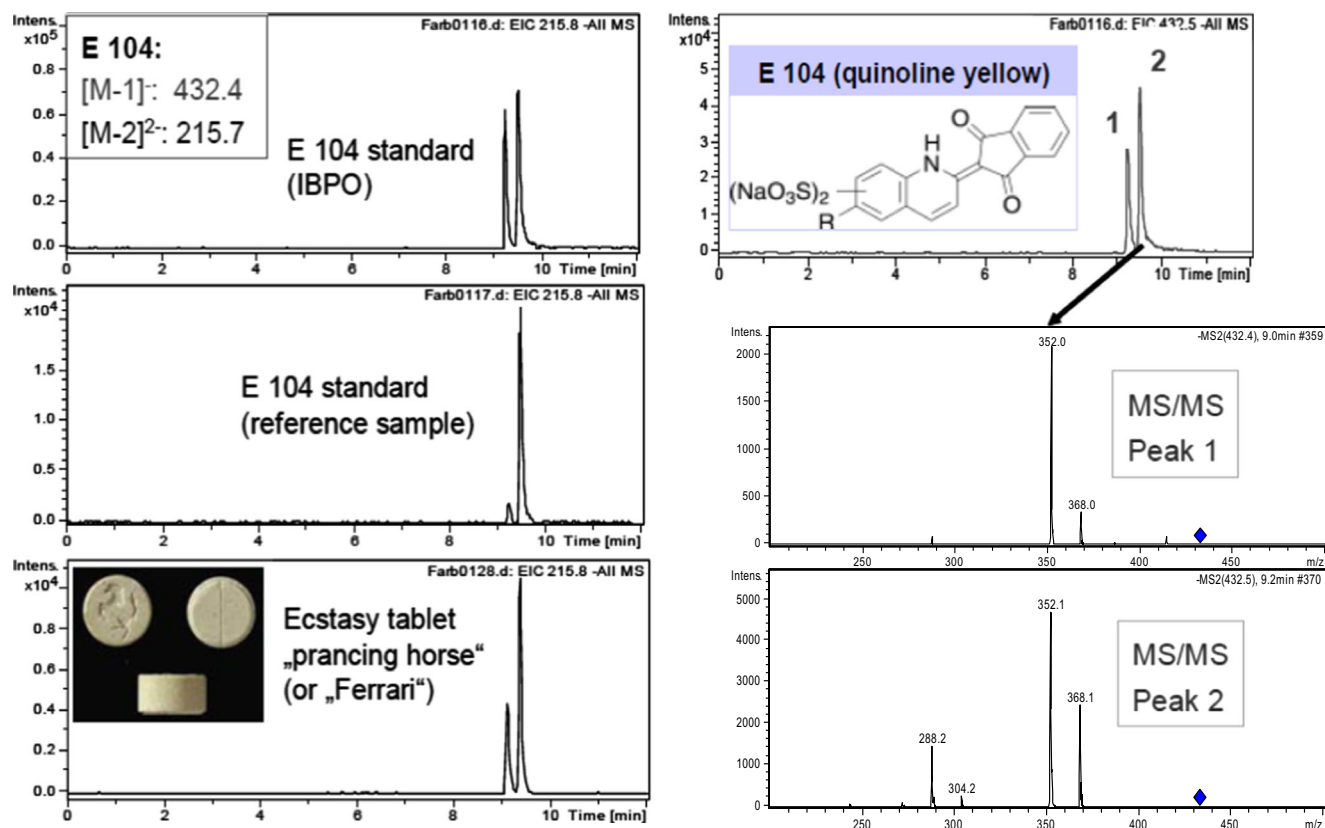 Intens.
x10⁵
Farb0116.d: EIC 215.8 -All MS
E 104:
[M-1]⁻: 432.4
[M-2]²⁻: 215.7
E 104 standard
(IBPO)
0.8
0.6
0.4
0.2
0.0
0 2 4 6 8 10 Time [min]
Intens.
x10⁴
Farb0117.d: EIC 215.8 -All MS
E 104 standard
(reference sample)
1.5
1.0
0.5
0.0
0 2 4 6 8 10 Time [min]
Intens.
x10⁴
Farb0128.d: EIC 215.8 -All MS
Ecstasy tablet
„prancing horse“
(or „Ferrari“)
0.8
0.6
0.4
0.2
0.0
0 2 4 6 8 10 Time [min]
Intens.
x10⁴
Farb0116.d: EIC 432.5 -All MS
E 104 (quinoline yellow)
O
H
N
O
(NaO₃S)₂
R
1
2
5
4
3
2
1
0
0 2 4 6 8 10 Time [min]
Intens.
-MS2(432.4), 9.0min #359
352.0
368.0
MS/MS
Peak 1
2000
1500
1000
500
0
250 300 350 400 450 m/z
Intens.
-MS2(432.5), 9.2min #370
352.1
368.1
288.2
304.2
MS/MS
Peak 2
5000
4000
3000
2000
1000
0
250 300 350 400 450 m/z